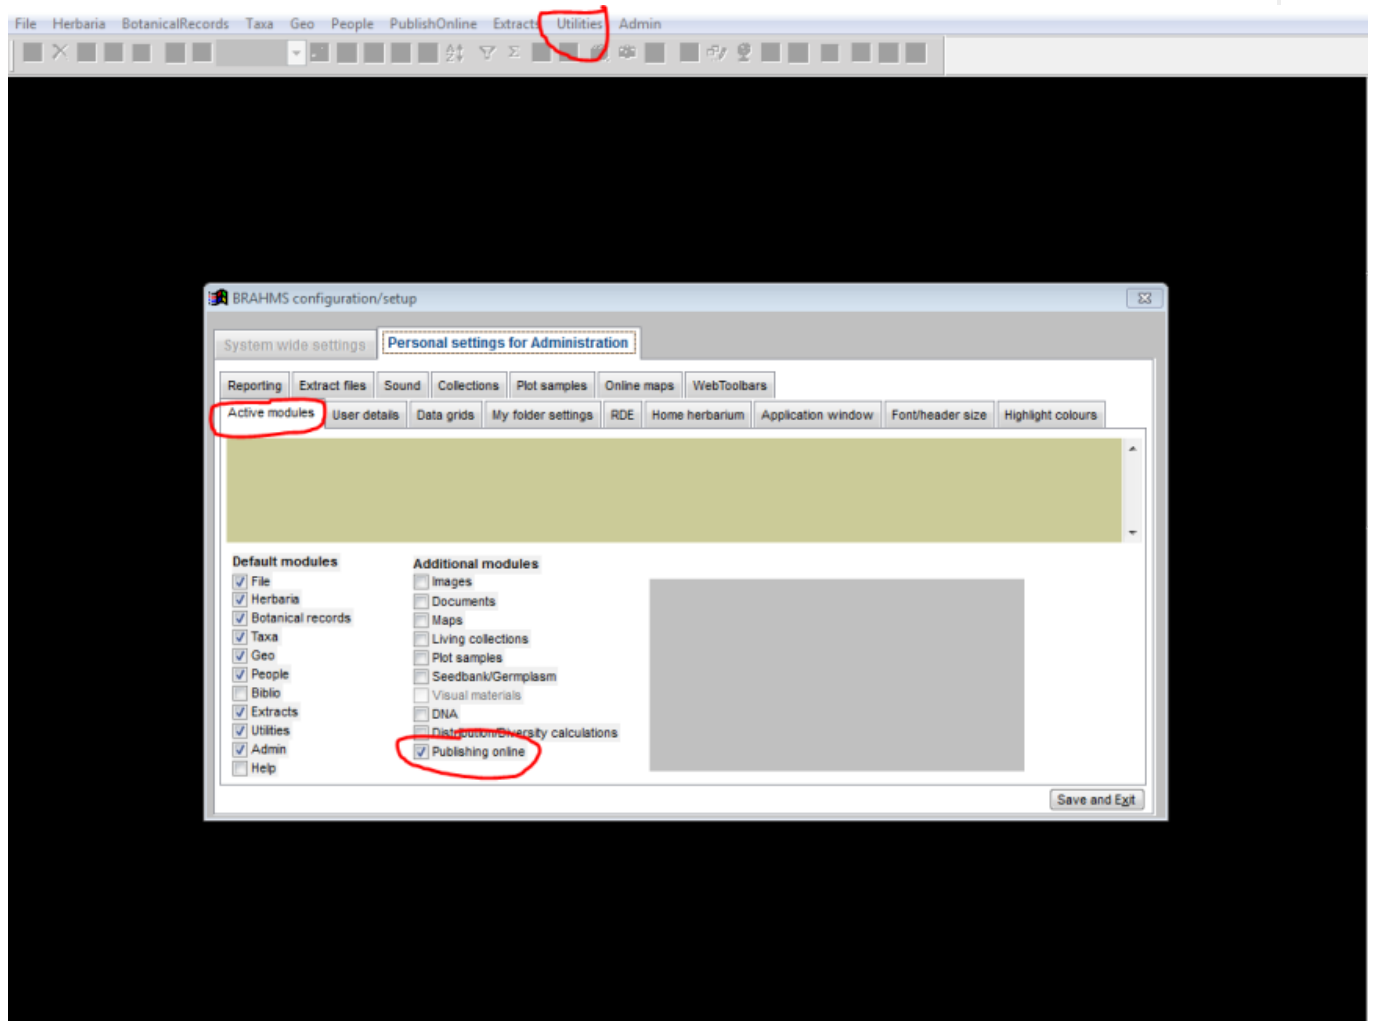 File Herbaria BotanicalRecords Taxa Geo People PublishOnline Extracts Utilities Admin
BRAHMS configuration/setup
System wide settings Personal settings for Administration
Reporting Extract files Sound Collections Plot samples Online maps WebToolbars
Active modules User details Data grids My folder settings RDE Home herbarium Application window Font/header size Highlight colours
Default modules
File
Herbaria
Botanical records
Taxa
Geo
People
Biblio
Extracts
Utilities
Admin
Help
Additional modules
Images
Documents
Maps
Living collections
Plot samples
Seedbank/Germplasm
Visual materials
DNA
Distribution/Diversity calculations
Publishing online
Save and Exit